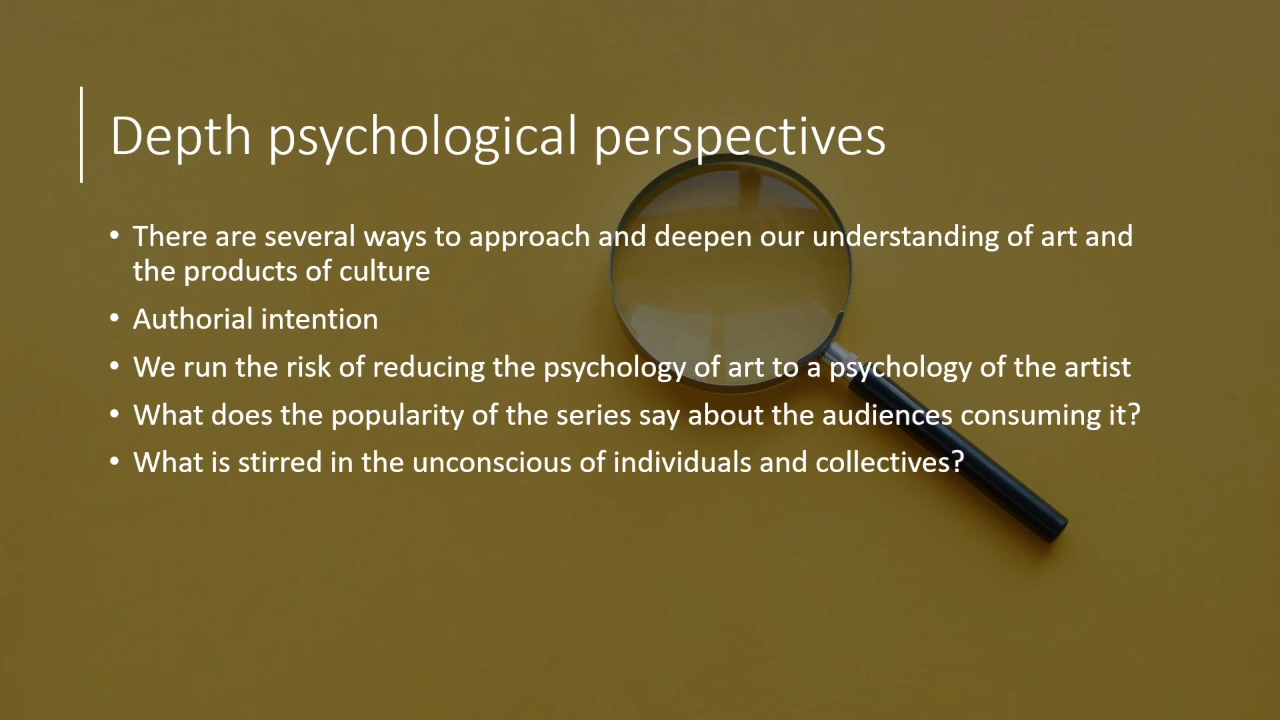 Depth psychological perspectives
• There are several ways to approach and deepen our understanding of art and
the products of culture
• Authorial intention
• We run the risk of reducing the psychology of art to a psychology of the artist
• What does the popularity of the series say about the audiences consuming it?
• What is stirred in the unconscious of individuals and collectives?